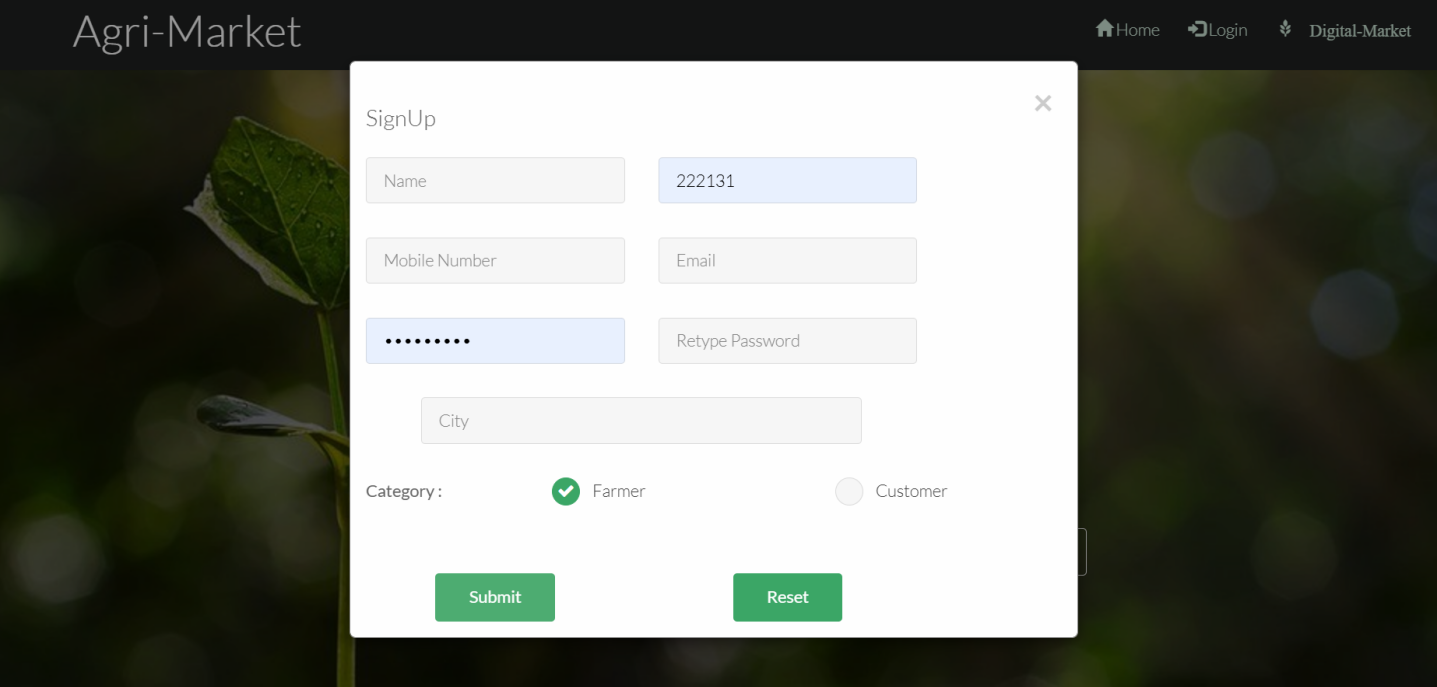 Agri-Market
Home Login Digital-Market
×
SignUp
Name 222131
Mobile Number Email
••••••••• Retype Password
City
Category : Farmer Customer
Submit Reset